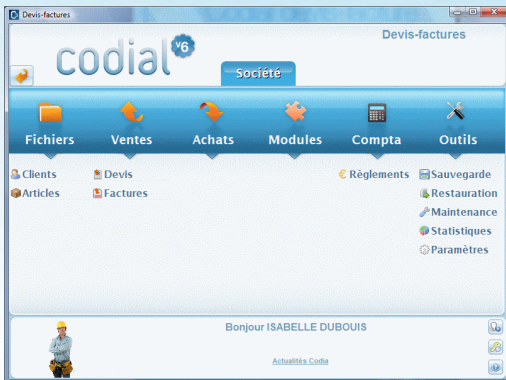 Devis-factures
Devis-factures
codial v6
Société
Fichiers Ventes Achats Modules Compta Outils
Clients Devis Règlements Sauvegarde
Articles Factures Restauration
Maintenance
Statistiques
Paramètres
Bonjour ISABELLE DUBOUIS
Actualités Codia